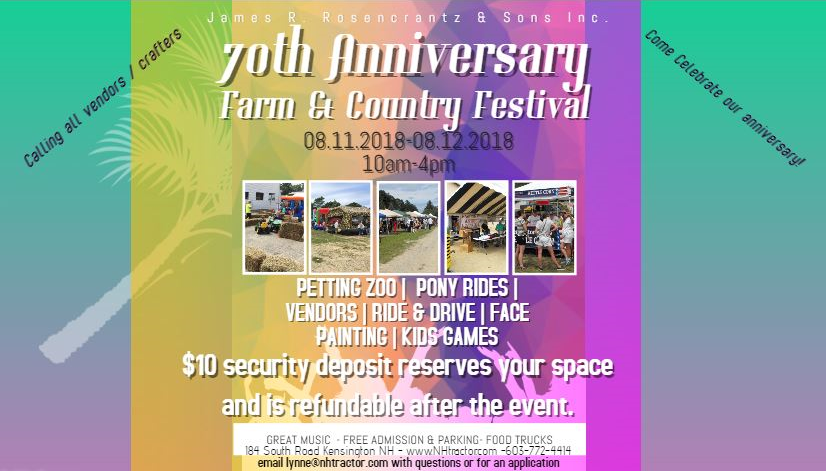 James R. Rosencrantz & Sons Inc.
70th Anniversary
Farm & Country Festival
Calling all vendors / crafters
Come Celebrate our anniversary!
08.11.2018-08.12.2018
10am-4pm
KETTLE CORN
PETTING ZOO | PONY RIDES |
VENDORS | RIDE & DRIVE | FACE
PAINTING | KIDS GAMES
$10 security deposit reserves your space
and is refundable after the event.
GREAT MUSIC - FREE ADMISSION & PARKING- FOOD TRUCKS
184 South Road Kensington NH - www.NHtractor.com -603-772-4414
email lynne@nhtractor.com with questions or for an application